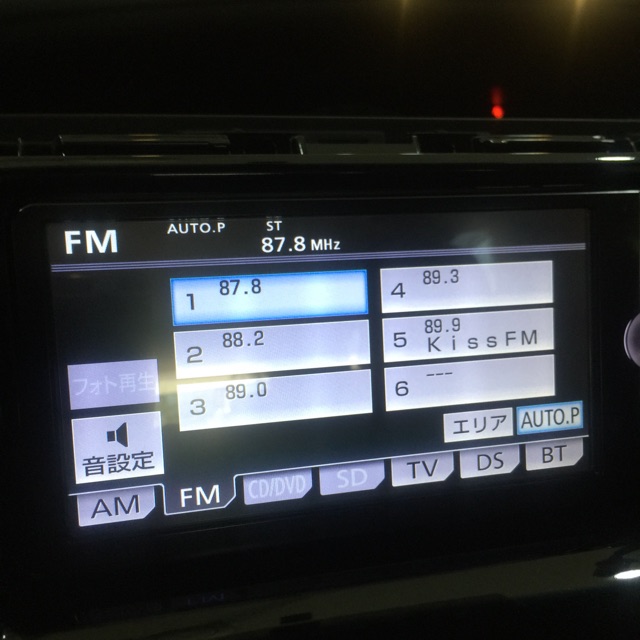 FM AUTO.P ST
87.8 MHz
1 87.8
2 88.2
3 89.0
4 89.3
5 89.9 KissFM
6 ---
フォト再生
音設定
エリア AUTO.P
AM FM CD/DVD SD TV DS BT